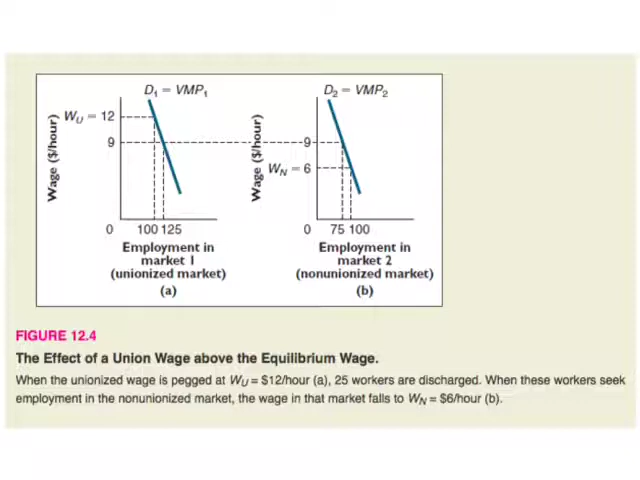 D₁ = VMP₁
Wage ($/hour)
W_U = 12
9
0
100 125
Employment in
market 1
(unionized market)
(a)
D₂ = VMP₂
Wage ($/hour)
9
W_N = 6
0
75 100
Employment in
market 2
(nonunionized market)
(b)
FIGURE 12.4
The Effect of a Union Wage above the Equilibrium Wage.
When the unionized wage is pegged at W_U = $12/hour (a), 25 workers are discharged. When these workers seek
employment in the nonunionized market, the wage in that market falls to W_N = $6/hour (b).